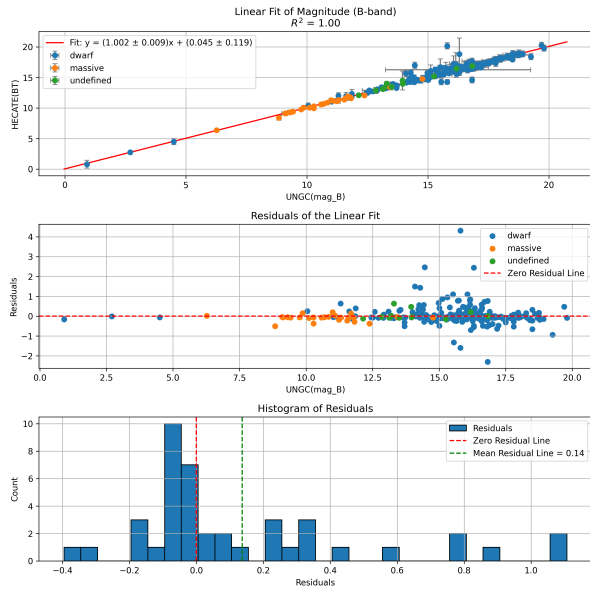 Linear Fit of Magnitude (B-band)
R² = 1.00
Fit: y = (1.002 ± 0.009)x + (0.045 ± 0.119)
dwarf
massive
undefined
HECATE(BT)
20
15
10
5
0
0 5 10 15 20
UNGC(mag_B)
Residuals of the Linear Fit
dwarf
massive
undefined
Zero Residual Line
Residuals
4
3
2
1
0
−1
−2
0.0 2.5 5.0 7.5 10.0 12.5 15.0 17.5 20.0
UNGC(mag_B)
Histogram of Residuals
Residuals
Zero Residual Line
Mean Residual Line = 0.14
Count
10
8
6
4
2
0
−0.4 −0.2 0.0 0.2 0.4 0.6 0.8 1.0
Residuals